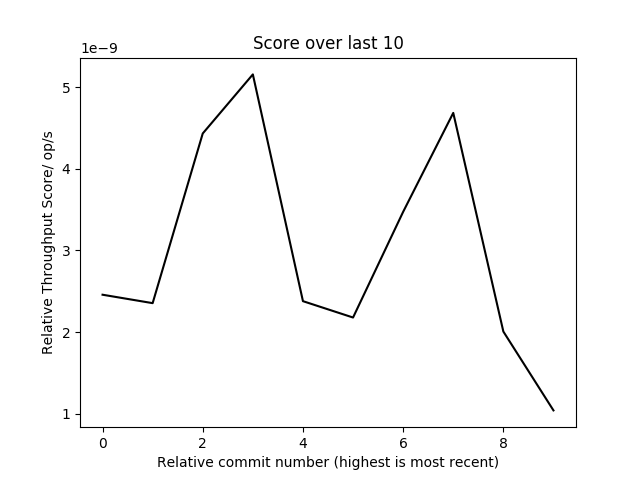 Score over last 10
1e−9
5
4
3
2
1
Relative Throughput Score/ op/s
0 2 4 6 8
Relative commit number (highest is most recent)